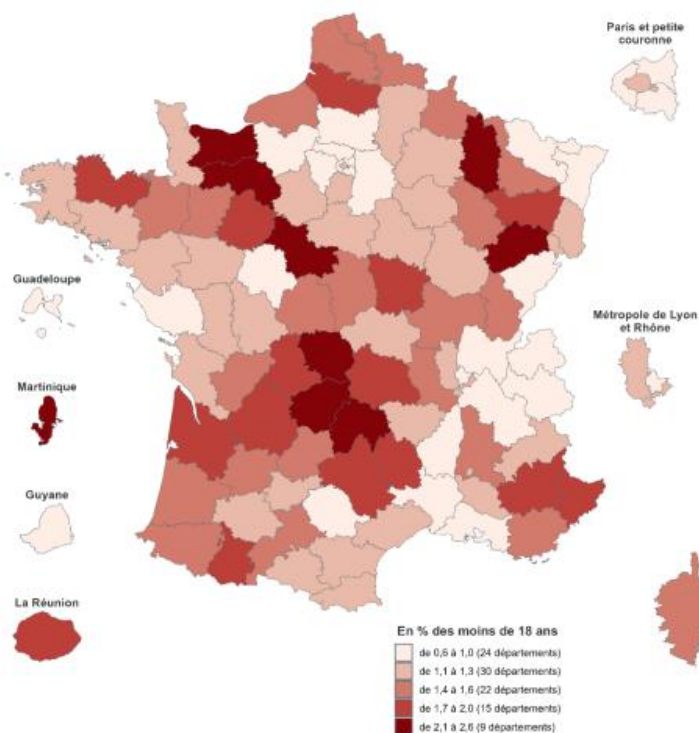 Paris et petite
couronne
Guadeloupe
Métropole de Lyon
et Rhône
Martinique
Guyane
La Réunion
En % des moins de 18 ans
de 0,6 à 1,0 (24 départements)
de 1,1 à 1,3 (30 départements)
de 1,4 à 1,6 (22 départements)
de 1,7 à 2,0 (15 départements)
de 2,1 à 2,6 (9 départements)